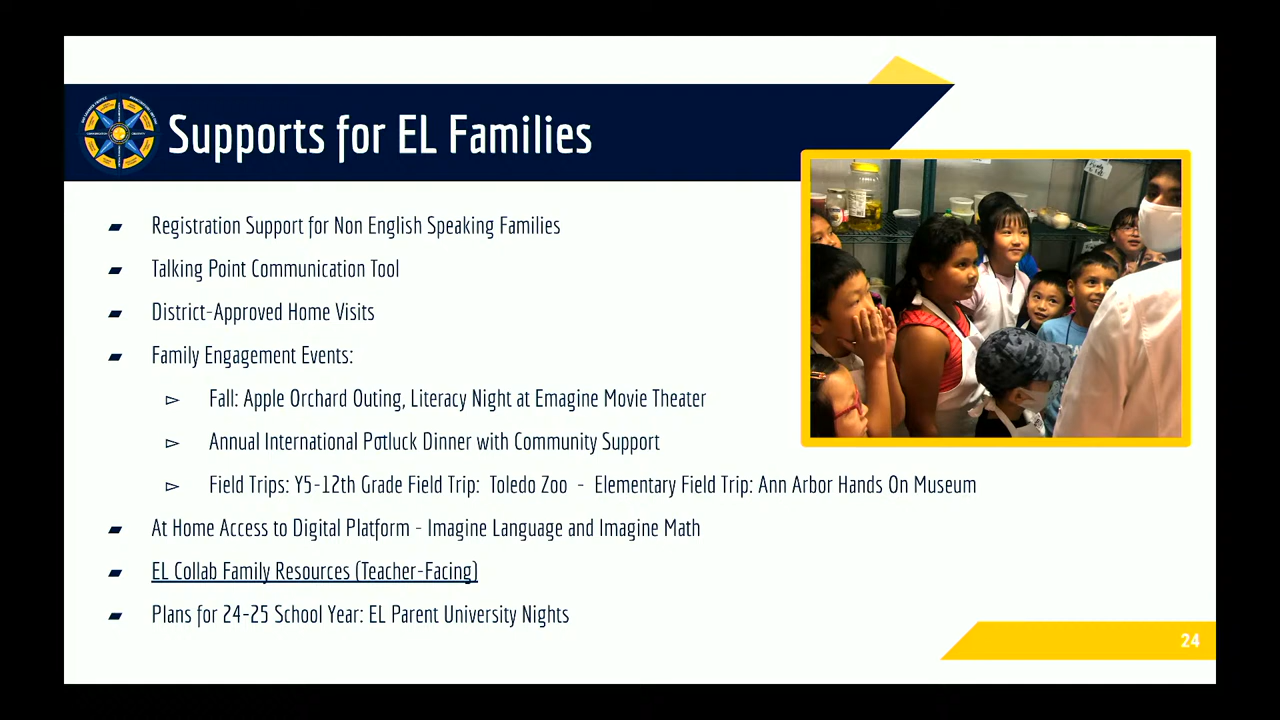 Supports for EL Families
Registration Support for Non English Speaking Families
Talking Point Communication Tool
District-Approved Home Visits
Family Engagement Events:
Fall: Apple Orchard Outing, Literacy Night at Emagine Movie Theater
Annual International Potluck Dinner with Community Support
Field Trips: Y5-12th Grade Field Trip: Toledo Zoo - Elementary Field Trip: Ann Arbor Hands On Museum
At Home Access to Digital Platform - Imagine Language and Imagine Math
EL Collab Family Resources (Teacher-Facing)
Plans for 24-25 School Year: EL Parent University Nights
24